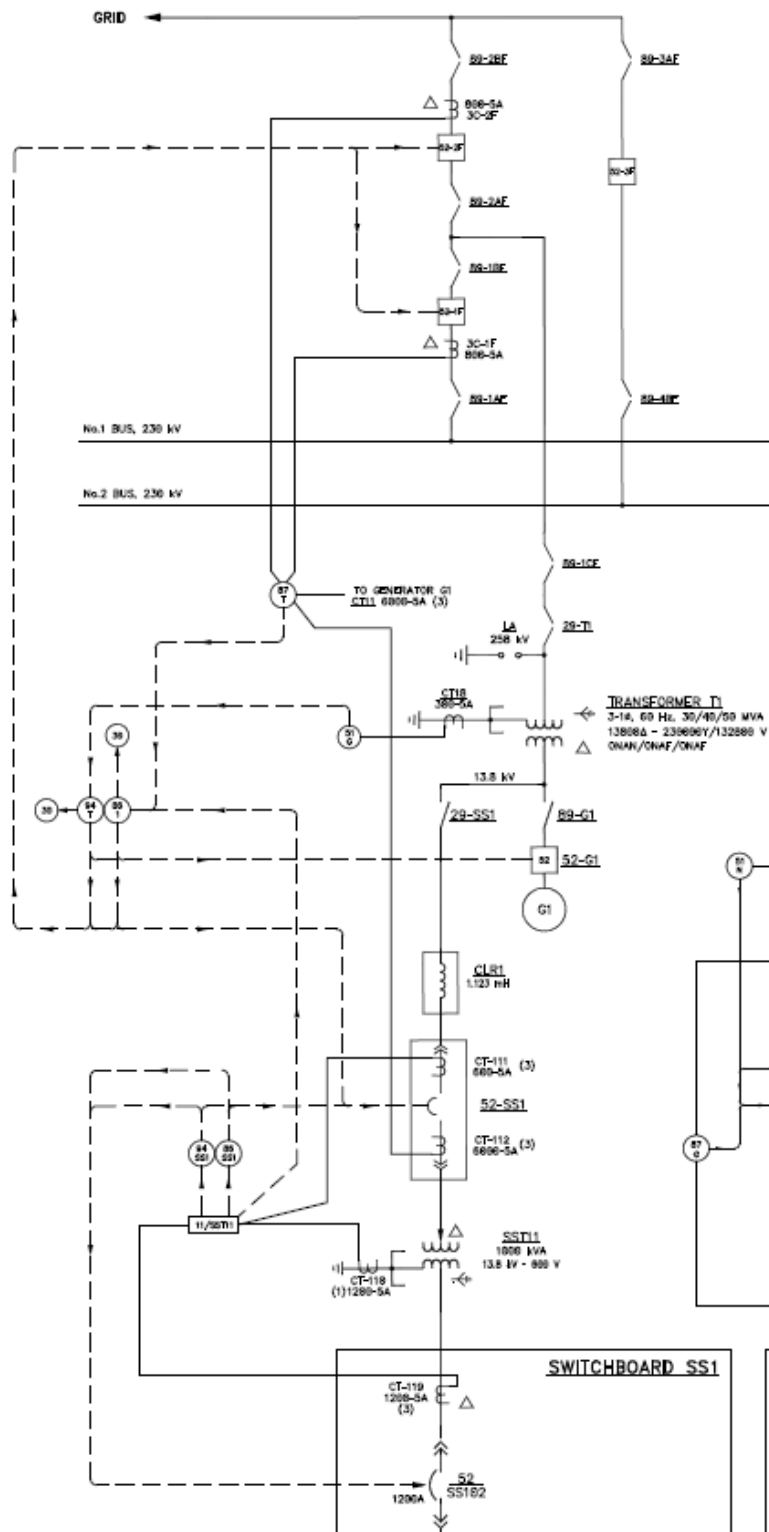 GRID
89-2BF
89-3AF
800-5A
3C-2F
52-2F
52-3F
89-2AF
89-1BF
52-1F
3C-1F
800-5A
89-1AF
89-4BF
No.1 BUS, 230 kV
No.2 BUS, 230 kV
89-1CF
87
T
TO GENERATOR G1
CT11 6000-5A (3)
LA
258 kV
29-T1
CT18
300-5A
TRANSFORMER T1
3-1ø, 60 Hz, 30/40/50 MVA
13800Δ - 230000Y/132800 V
ONAN/ONAF/ONAF
51
G
30
13.8 kV
30
94
T
86
1
29-SS1
89-G1
52
52-G1
G1
51
N
CLR1
1.123 mH
CT-111
600-5A (3)
52-SS1
CT-112
6000-5A (3)
94
SS1
86
SS1
87
G
11/SST11
SST11
1000 kVA
13.8 kV - 600 V
CT-118
(1)1200-5A
SWITCHBOARD SS1
CT-119
1200-5A
(3)
52
SS102
1200A